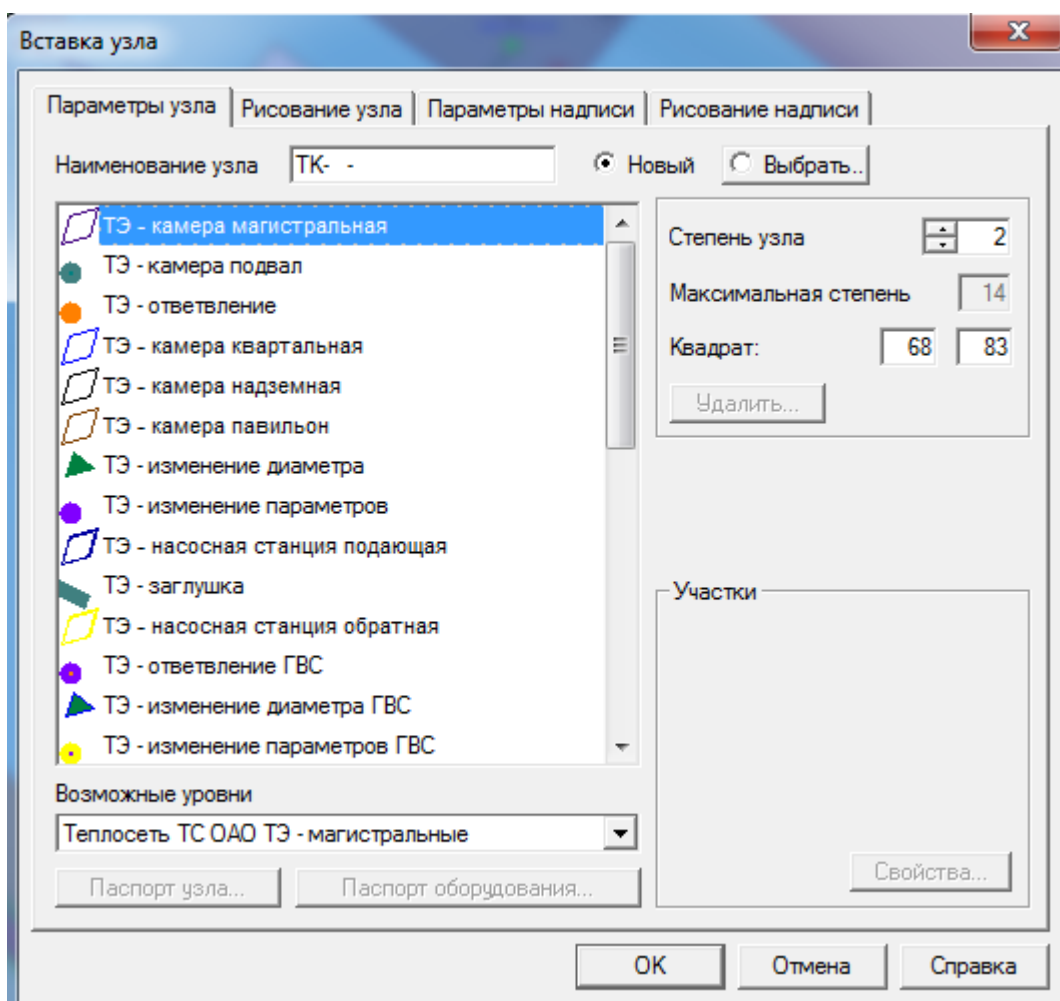 Вставка узла
Параметры узла Рисование узла Параметры надписи Рисование надписи
Наименование узла ТК- - Новый Выбрать..
ТЭ - камера магистральная
ТЭ - камера подвал
ТЭ - ответвление
ТЭ - камера квартальная
ТЭ - камера надземная
ТЭ - камера павильон
ТЭ - изменение диаметра
ТЭ - изменение параметров
ТЭ - насосная станция подающая
ТЭ - заглушка
ТЭ - насосная станция обратная
ТЭ - ответвление ГВС
ТЭ - изменение диаметра ГВС
ТЭ - изменение параметров ГВС
Степень узла 2
Максимальная степень 14
Квадрат: 68 83
Удалить...
Участки
Свойства...
Возможные уровни
Теплосеть ТС ОАО ТЭ - магистральные
Паспорт узла... Паспорт оборудования...
OK Отмена Справка